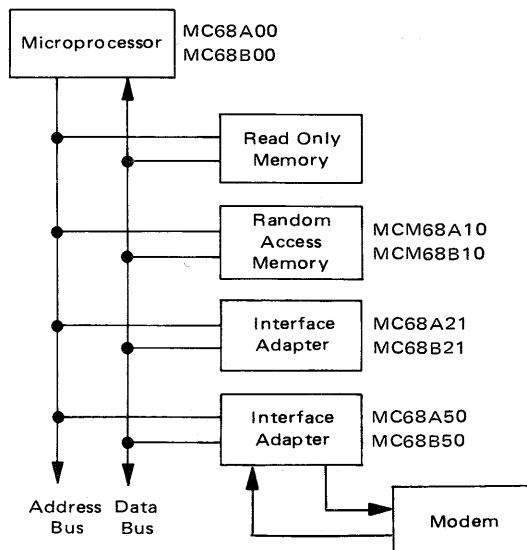 Microprocessor
MC68A00
MC68B00
Read Only
Memory
Random
Access
Memory
MCM68A10
MCM68B10
Interface
Adapter
MC68A21
MC68B21
Interface
Adapter
MC68A50
MC68B50
Address
Bus
Data
Bus
Modem